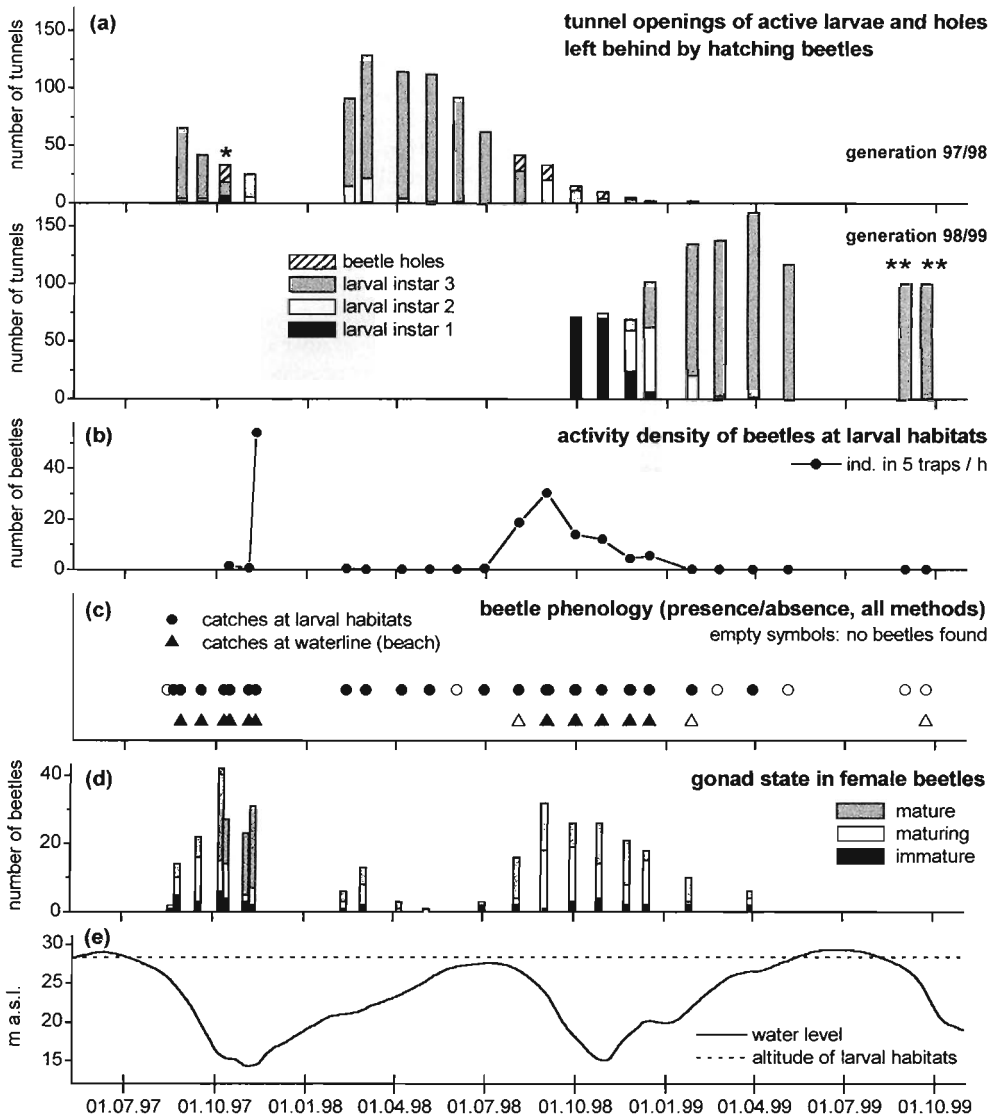 (a)
tunnel openings of active larvae and holes
left behind by hatching beetles
number of tunnels
150
100
50
0
*
generation 97/98
number of tunnels
150
100
50
0
generation 98/99
** **
beetle holes
larval instar 3
larval instar 2
larval instar 1
01.07.97 01.10.97 01.01.98 01.04.98 01.07.98 01.10.98 01.01.99 01.04.99 01.07.99 01.10.99
(b)
activity density of beetles at larval habitats
ind. in 5 traps / h
number of beetles
40
20
0
(c)
beetle phenology (presence/absence, all methods)
empty symbols: no beetles found
catches at larval habitats
catches at waterline (beach)
(d)
gonad state in female beetles
number of beetles
40
20
0
mature
maturing
immature
(e)
m a.s.l.
30
25
20
15
water level
altitude of larval habitats